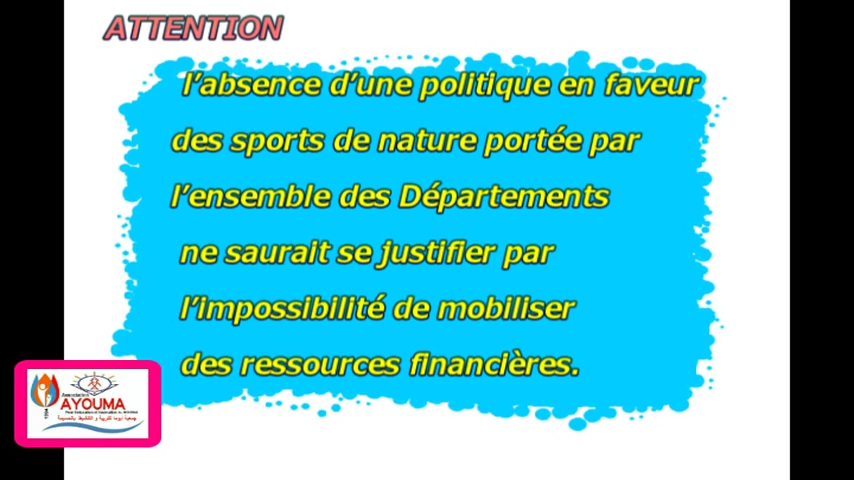 ATTENTION
l'absence d'une politique en faveur
des sports de nature portée par
l'ensemble des Départements
ne saurait se justifier par
l'impossibilité de mobiliser
des ressources financières.
Association
AYOUMA